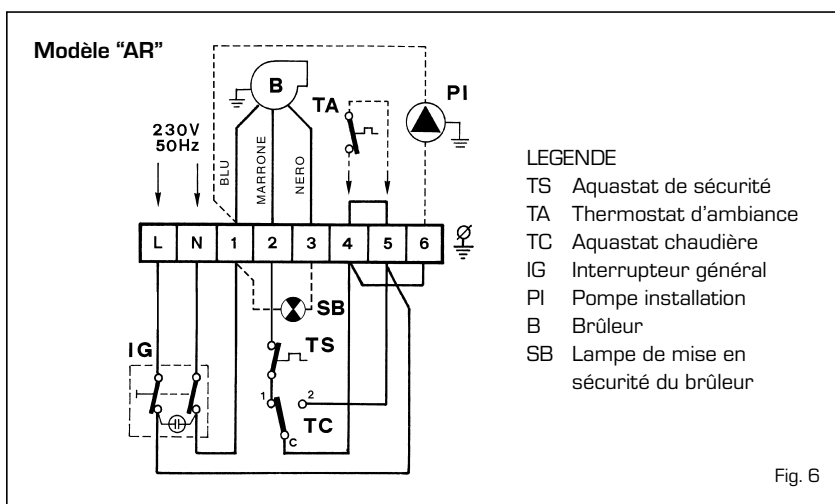 Modèle “AR”
B
TA
PI
230V
50Hz
BLU
MARRONE
NERO
L N 1 2 3 4 5 6
SB
TS
IG
1
2
TC
C
LEGENDE
TS Aquastat de sécurité
TA Thermostat d’ambiance
TC Aquastat chaudière
IG Interrupteur général
PI Pompe installation
B Brûleur
SB Lampe de mise en
sécurité du brûleur
Fig. 6